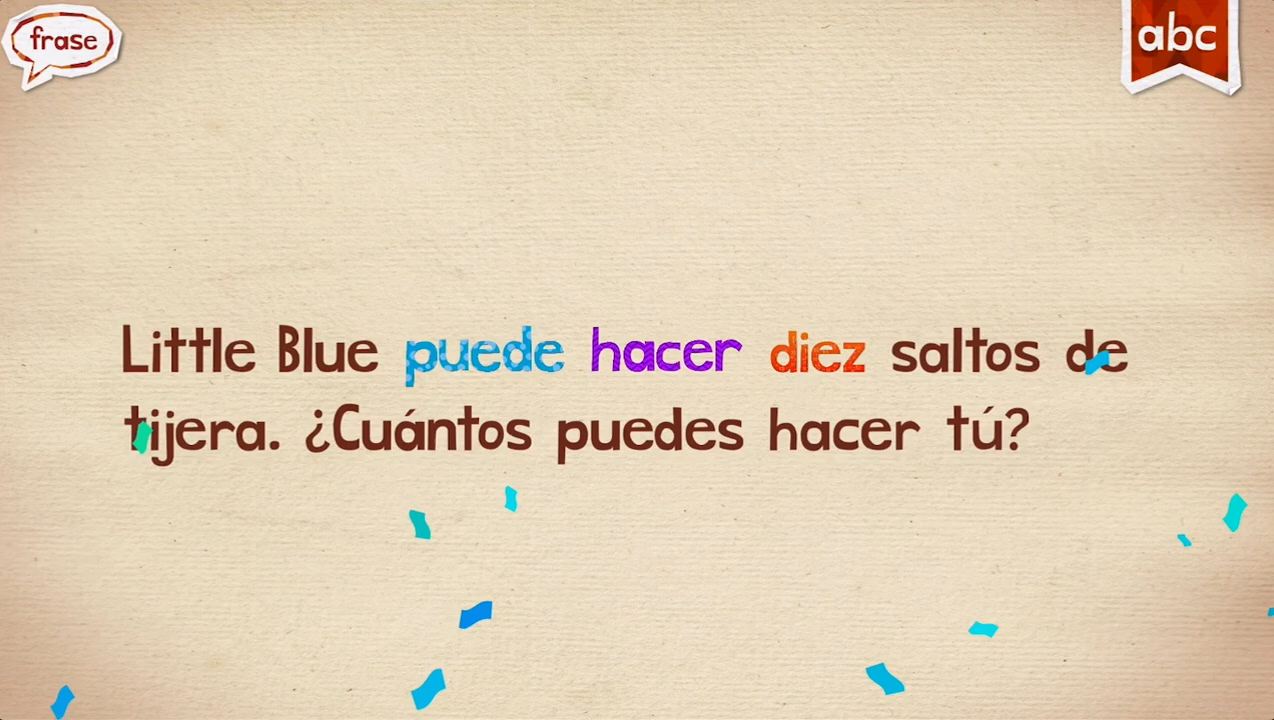 frase
abc
Little Blue puede hacer diez saltos de
tijera. ¿Cuántos puedes hacer tú?